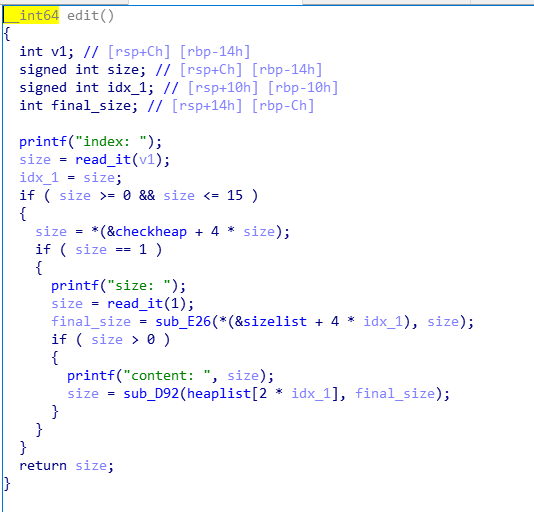 __int64 edit()
{
  int v1; // [rsp+Ch] [rbp-14h]
  signed int size; // [rsp+Ch] [rbp-14h]
  signed int idx_1; // [rsp+10h] [rbp-10h]
  int final_size; // [rsp+14h] [rbp-Ch]

  printf("index: ");
  size = read_it(v1);
  idx_1 = size;
  if ( size >= 0 && size <= 15 )
  {
    size = *(&checkheap + 4 * size);
    if ( size == 1 )
    {
      printf("size: ");
      size = read_it(1);
      final_size = sub_E26(*(&sizelist + 4 * idx_1), size);
      if ( size > 0 )
      {
        printf("content: ", size);
        size = sub_D92(heaplist[2 * idx_1], final_size);
      }
    }
  }
  return size;
}